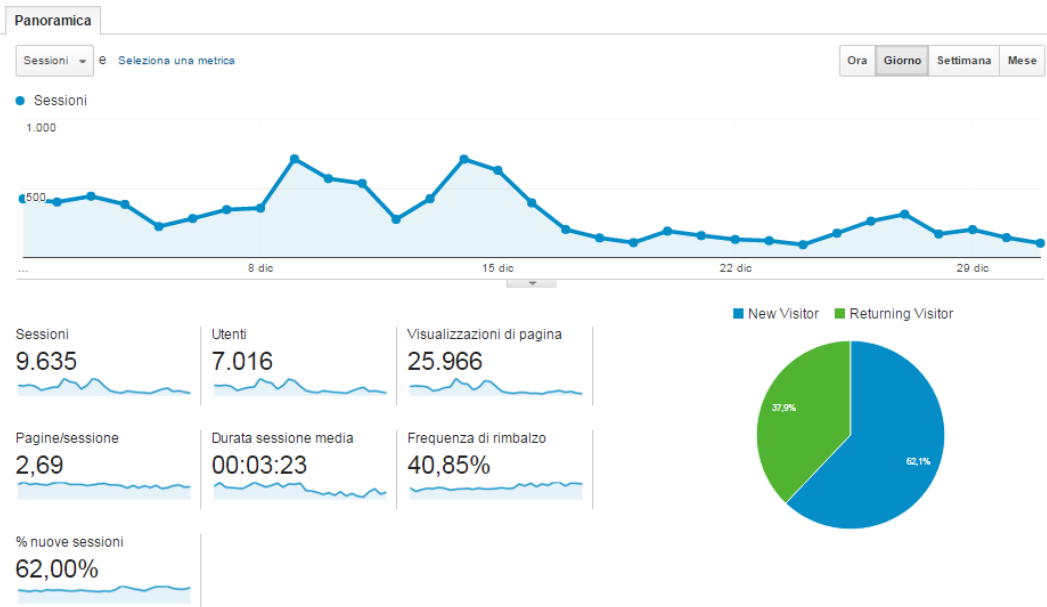 Panoramica
Sessioni e Seleziona una metrica
Ora Giorno Settimana Mese
Sessioni
1.000
500
... 8 dic 15 dic 22 dic 29 dic
New Visitor Returning Visitor
Sessioni Utenti Visualizzazioni di pagina
9.635 7.016 25.966
37,9%
62,1%
Pagine/sessione Durata sessione media Frequenza di rimbalzo
2,69 00:03:23 40,85%
% nuove sessioni
62,00%